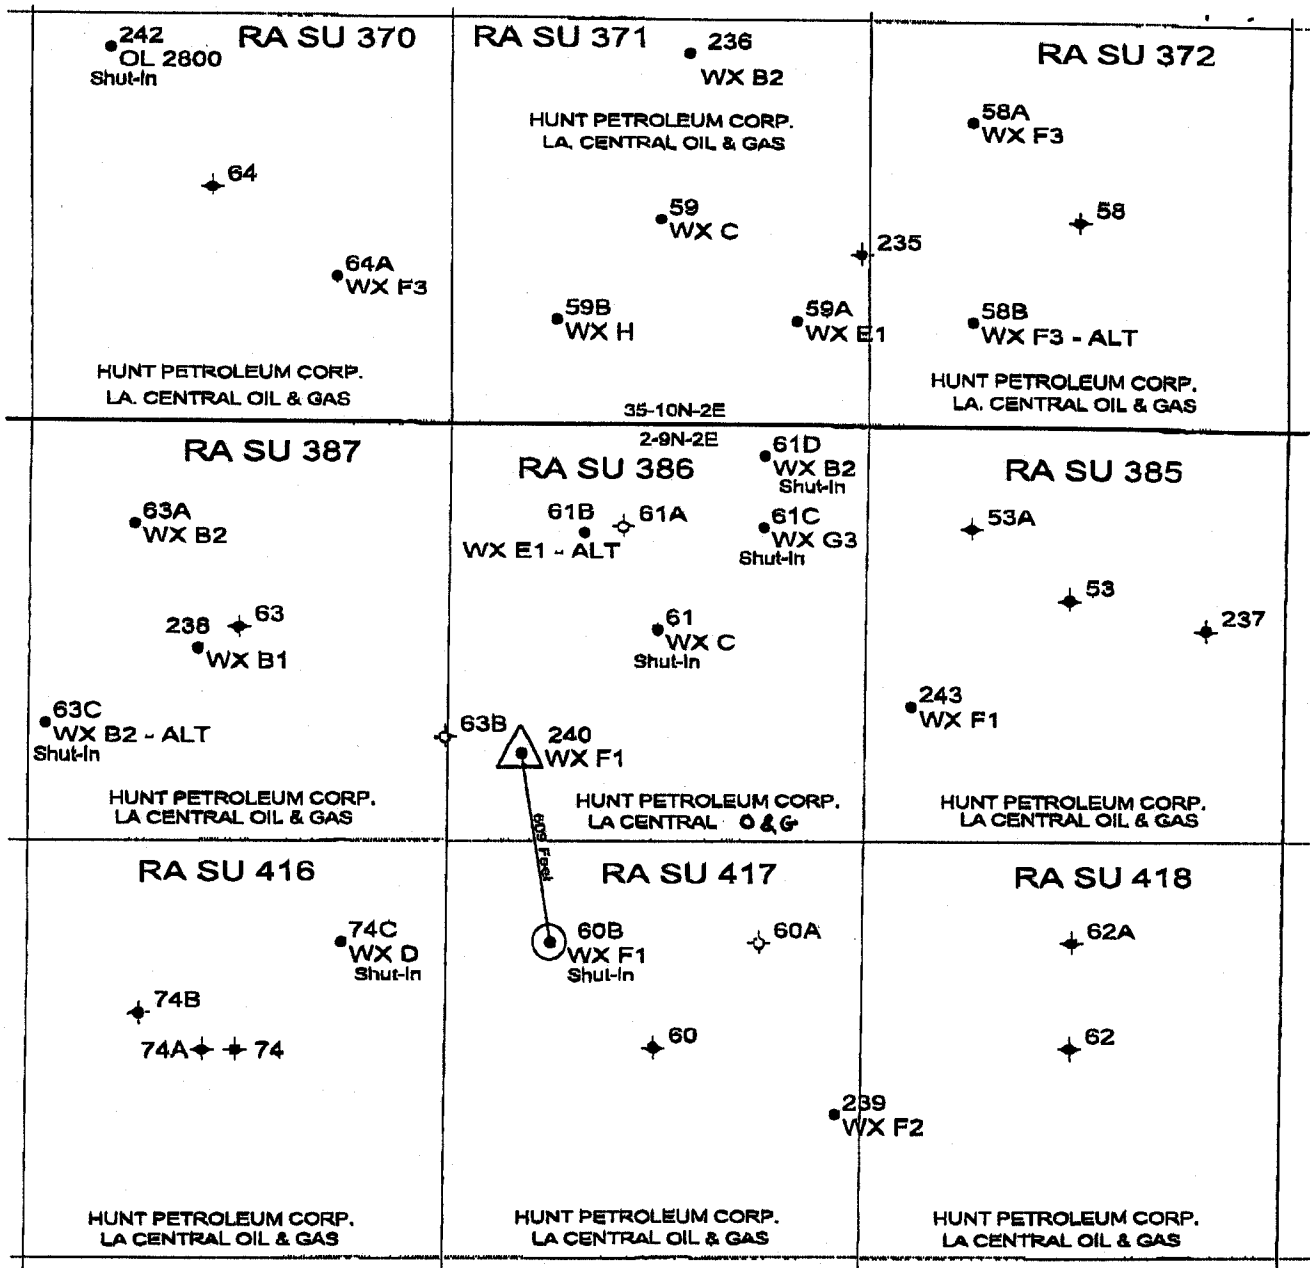 RA SU 370
242
OL 2800
Shut-In
64
64A
WX F3
HUNT PETROLEUM CORP.
LA. CENTRAL OIL & GAS
RA SU 371
236
WX B2
HUNT PETROLEUM CORP.
LA. CENTRAL OIL & GAS
59
WX C
235
59B
WX H
59A
WX E1
35-10N-2E
RA SU 372
58A
WX F3
58
58B
WX F3 - ALT
HUNT PETROLEUM CORP.
LA. CENTRAL OIL & GAS
RA SU 387
63A
WX B2
63
238
WX B1
63C
WX B2 - ALT
Shut-In
63B
HUNT PETROLEUM CORP.
LA CENTRAL OIL & GAS
2-9N-2E
RA SU 386
61D
WX B2
Shut-In
61B
WX E1 - ALT
61A
61C
WX G3
Shut-In
61
WX C
Shut-In
240
WX F1
HUNT PETROLEUM CORP.
LA CENTRAL O & G
609 Feet
RA SU 385
53A
53
237
243
WX F1
HUNT PETROLEUM CORP.
LA CENTRAL OIL & GAS
RA SU 416
74C
WX D
Shut-In
74B
74A
74
HUNT PETROLEUM CORP.
LA CENTRAL OIL & GAS
RA SU 417
60B
WX F1
Shut-In
60A
60
239
WX F2
HUNT PETROLEUM CORP.
LA CENTRAL OIL & GAS
RA SU 418
62A
62
HUNT PETROLEUM CORP.
LA CENTRAL OIL & GAS